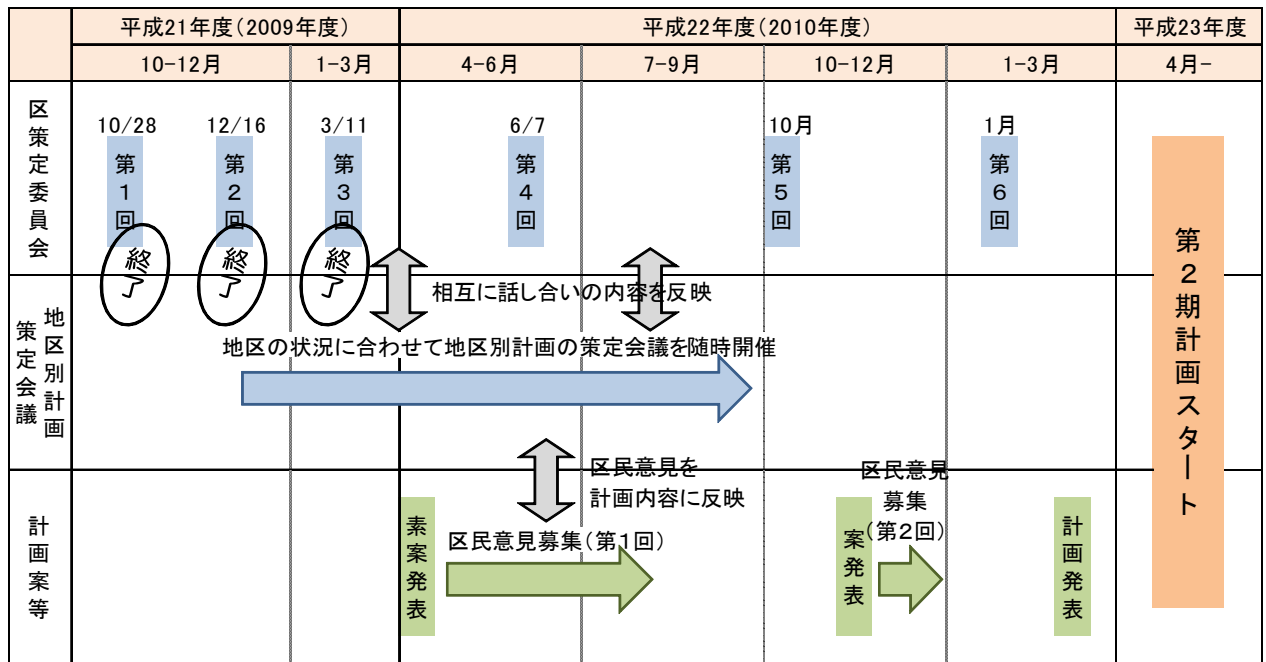 平成21年度(2009年度)
平成22年度(2010年度)
平成23年度
10-12月
1-3月
4-6月
7-9月
10-12月
1-3月
4月-
区策定委員会
10/28
12/16
3/11
6/7
10月
1月
第1回
第2回
第3回
第4回
第5回
第6回
終了
終了
終了
相互に話し合いの内容を反映
地区別計画
策定会議
地区の状況に合わせて地区別計画の策定会議を随時開催
区民意見を
計画内容に反映
計画案等
素案発表
区民意見募集(第1回)
案発表
区民意見
募集
(第2回)
計画発表
第2期計画スタート